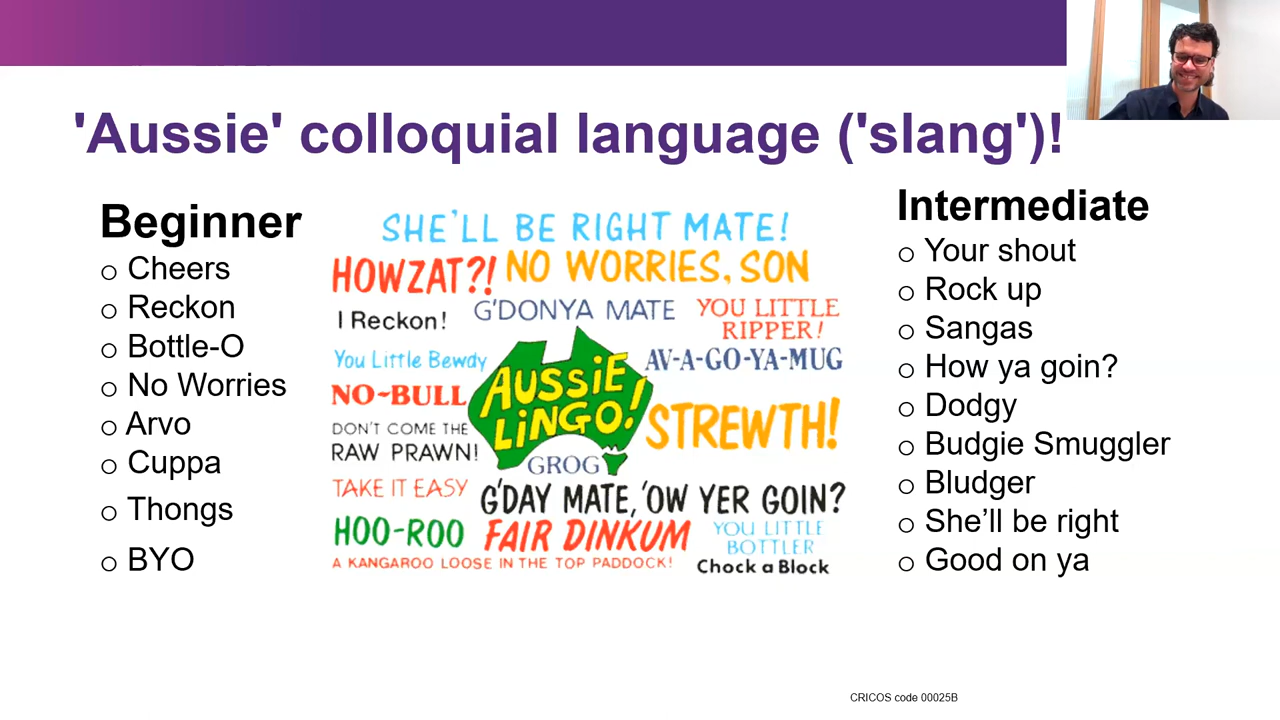 'Aussie' colloquial language ('slang')!
Beginner
o Cheers
o Reckon
o Bottle-O
o No Worries
o Arvo
o Cuppa
o Thongs
o BYO
SHE'LL BE RIGHT MATE!
HOWZAT?! NO WORRIES, SON
G'DONYA MATE
I Reckon!
YOU LITTLE
RIPPER!
You Little Bewdy
AV-A-GO-YA-MUG
NO-BULL
AUSSiE
LiNGO!
STREWTH!
DON'T COME THE
RAW PRAWN!
GROG
TAKE IT EASY
G'DAY MATE, 'OW YER GOIN?
HOO-ROO
FAIR DINKUM
YOU LITTLE
BOTTLER
A KANGAROO LOOSE IN THE TOP PADDOCK!
Chock a Block
Intermediate
o Your shout
o Rock up
o Sangas
o How ya goin?
o Dodgy
o Budgie Smuggler
o Bludger
o She’ll be right
o Good on ya
CRICOS code 00025B